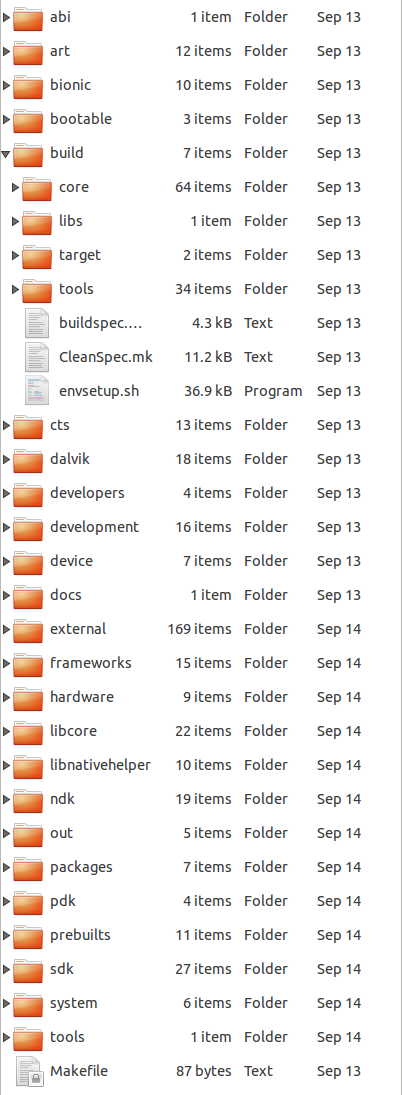 abi 1 item Folder Sep 13
art 12 items Folder Sep 13
bionic 10 items Folder Sep 13
bootable 3 items Folder Sep 13
build 7 items Folder Sep 13
core 64 items Folder Sep 13
libs 1 item Folder Sep 13
target 2 items Folder Sep 13
tools 34 items Folder Sep 13
buildspec.... 4.3 kB Text Sep 13
CleanSpec.mk 11.2 kB Text Sep 13
envsetup.sh 36.9 kB Program Sep 13
cts 13 items Folder Sep 13
dalvik 18 items Folder Sep 13
developers 4 items Folder Sep 13
development 16 items Folder Sep 13
device 7 items Folder Sep 13
docs 1 item Folder Sep 13
external 169 items Folder Sep 14
frameworks 15 items Folder Sep 14
hardware 9 items Folder Sep 14
libcore 22 items Folder Sep 14
libnativehelper 10 items Folder Sep 14
ndk 19 items Folder Sep 14
out 5 items Folder Sep 14
packages 7 items Folder Sep 14
pdk 4 items Folder Sep 14
prebuilts 11 items Folder Sep 14
sdk 27 items Folder Sep 14
system 6 items Folder Sep 14
tools 1 item Folder Sep 14
Makefile 87 bytes Text Sep 13